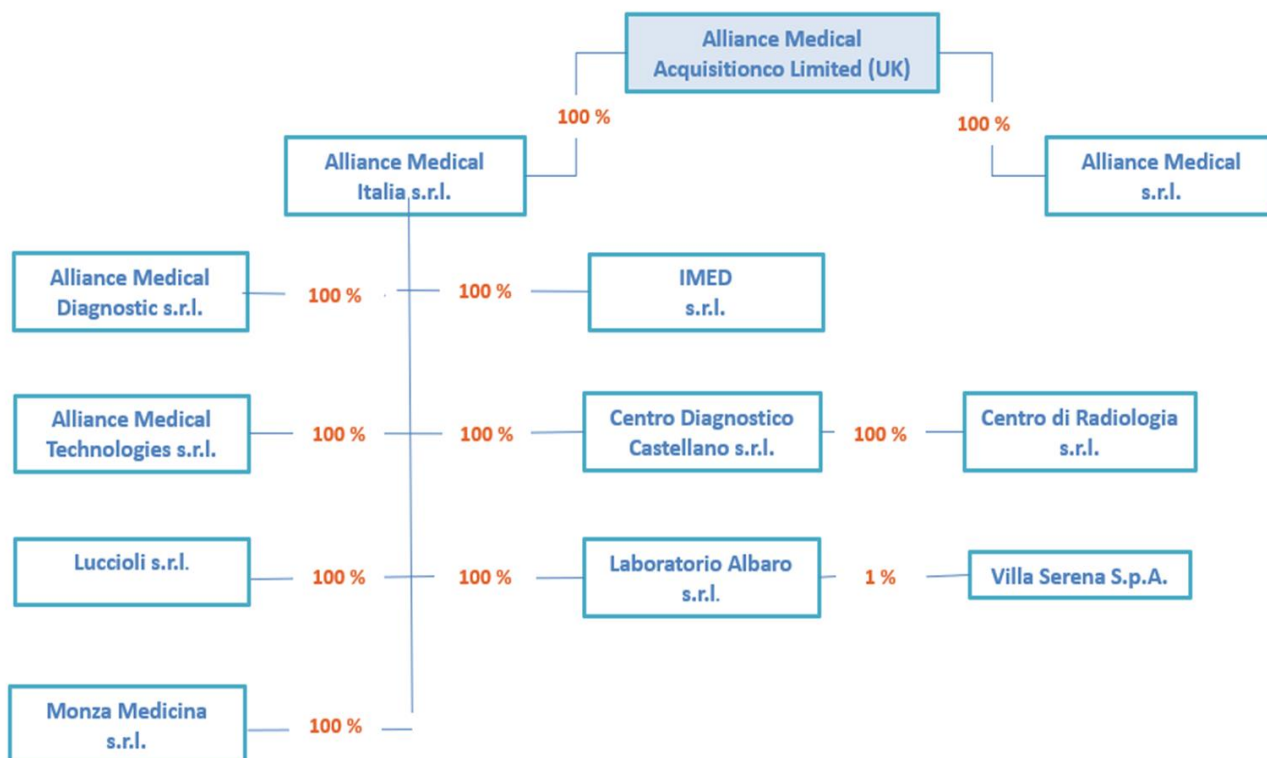 Alliance Medical
Acquisitionco Limited (UK)
100 %
100 %
Alliance Medical
Italia s.r.l.
Alliance Medical
s.r.l.
Alliance Medical
Diagnostic s.r.l.
100 %
100 %
IMED
s.r.l.
Alliance Medical
Technologies s.r.l.
100 %
100 %
Centro Diagnostico
Castellano s.r.l.
100 %
Centro di Radiologia
s.r.l.
Luccioli s.r.l.
100 %
100 %
Laboratorio Albaro
s.r.l.
1 %
Villa Serena S.p.A.
Monza Medicina
s.r.l.
100 %